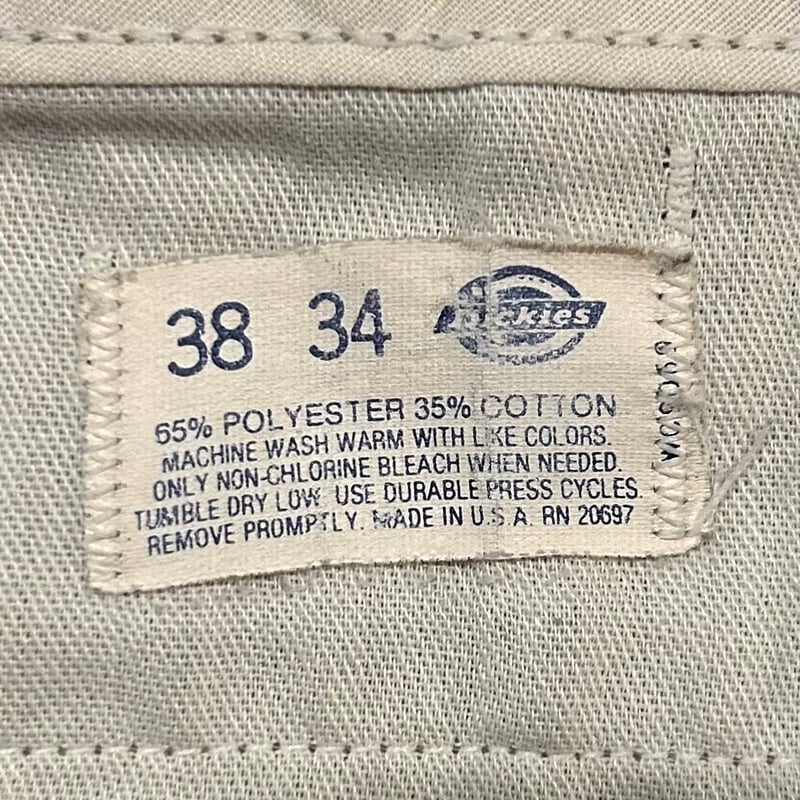 38 34 Dickies
65% POLYESTER 35% COTTON
MACHINE WASH WARM WITH LIKE COLORS.
ONLY NON-CHLORINE BLEACH WHEN NEEDED.
TUMBLE DRY LOW. USE DURABLE PRESS CYCLES.
REMOVE PROMPTLY. MADE IN U.S.A. RN 20697